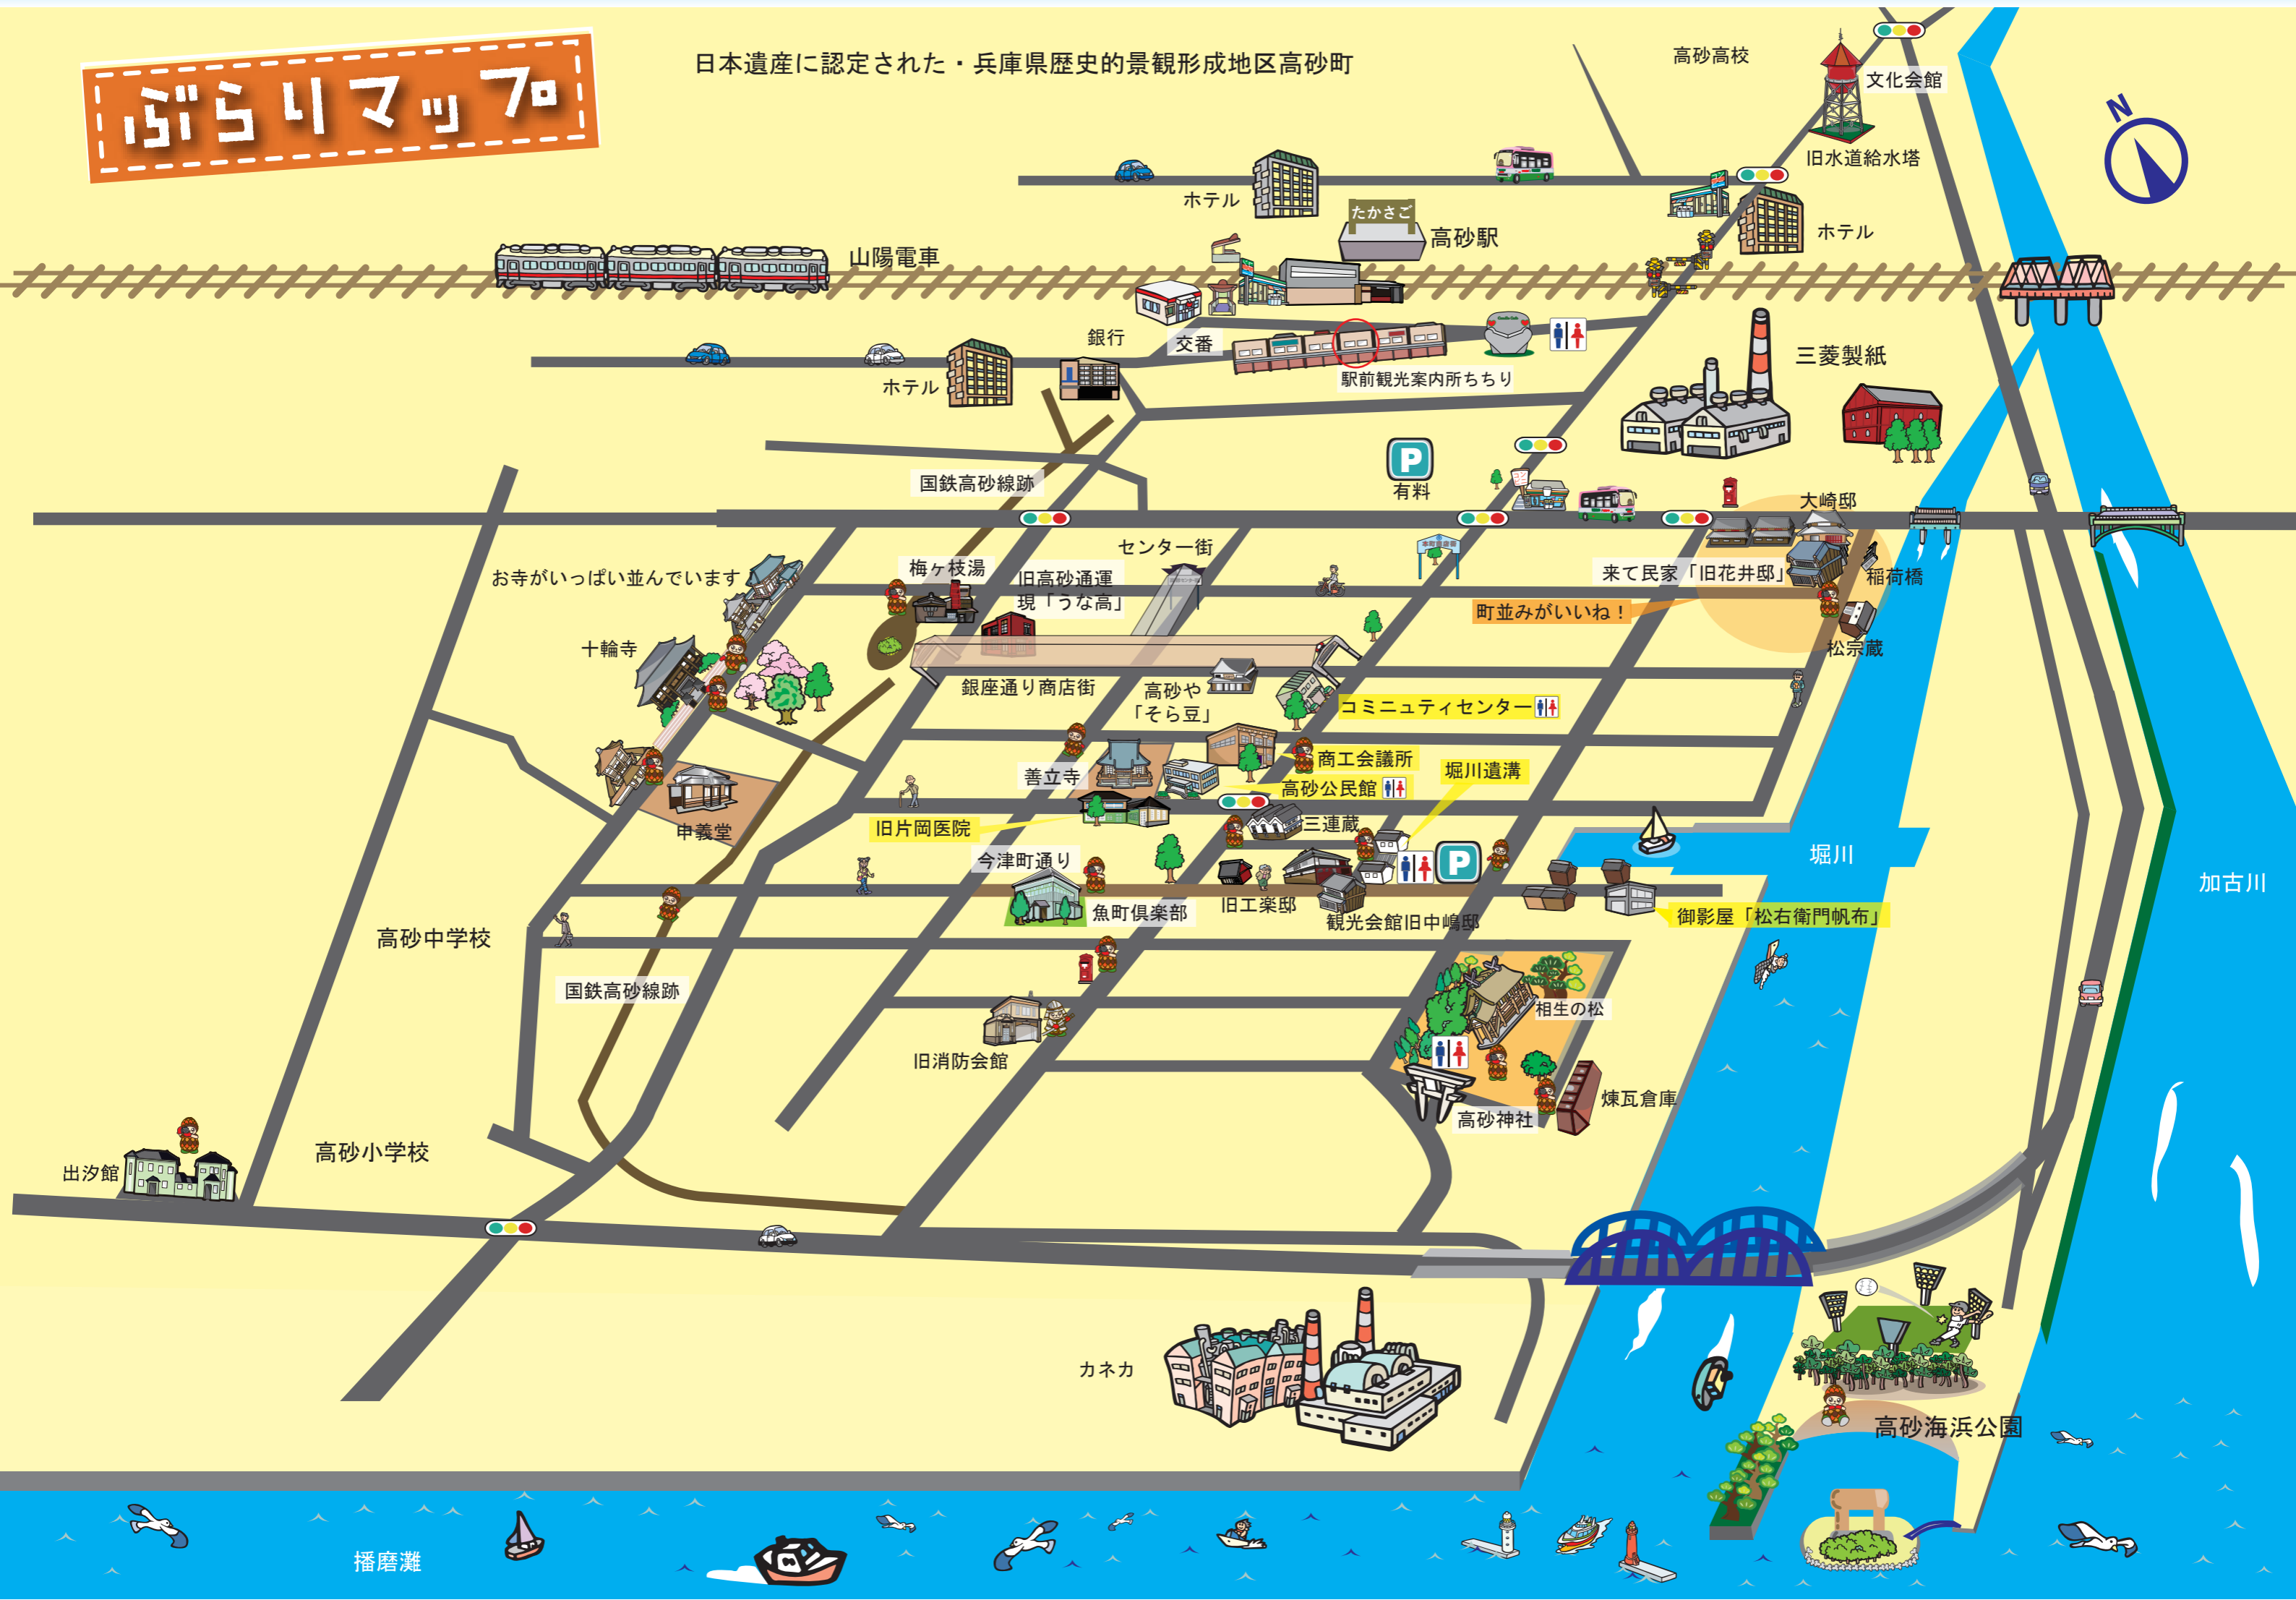 ぶらりマップ
日本遺産に認定された・兵庫県歴史的景観形成地区高砂町
高砂高校
文化会館
旧水道給水塔
N
ホテル
たかさご
高砂駅
ホテル
山陽電車
銀行
交番
ホテル
駅前観光案内所ちちり
三菱製紙
P
有料
国鉄高砂線跡
大崎邸
センター街
本町商店街
お寺がいっぱい並んでいます
梅ヶ枝湯
旧高砂通運
現「うな高」
来て民家「旧花井邸」
稲荷橋
町並みがいいね！
十輪寺
松宗蔵
銀座通り商店街
高砂や
「そら豆」
コミニュティセンター
商工会議所
善立寺
高砂公民館
堀川遺溝
申義堂
旧片岡医院
三連蔵
今津町通り
P
堀川
加古川
魚町倶楽部
旧工楽邸
観光会館旧中嶋邸
御影屋「松右衛門帆布」
高砂中学校
国鉄高砂線跡
相生の松
旧消防会館
煉瓦倉庫
高砂神社
高砂小学校
出汐館
カネカ
高砂海浜公園
播磨灘